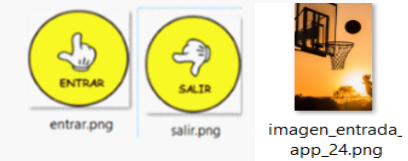 ENTRAR
SALIR
entrar.png
salir.png
imagen_entrada_
app_24.png